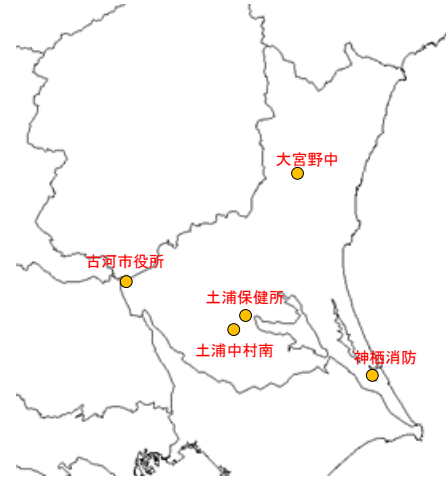 大宮野中
古河市役所
土浦保健所
土浦中村南
神栖消防